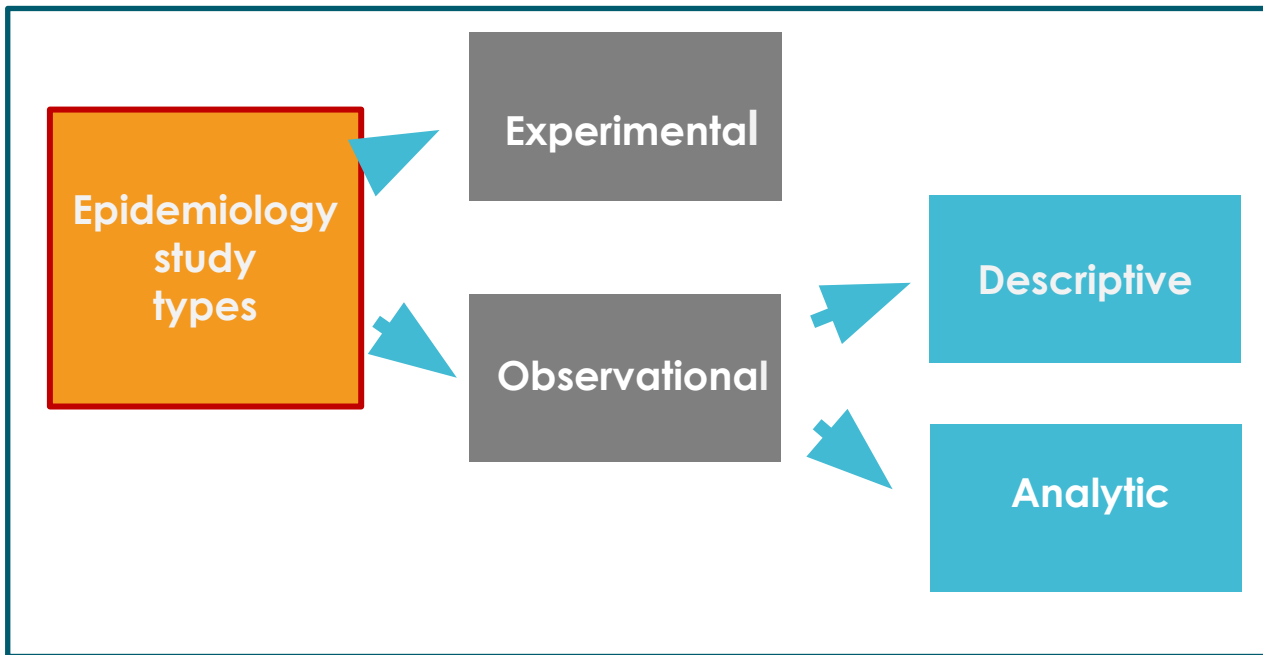 Epidemiology
study
types
Experimental
Observational
Descriptive
Analytic